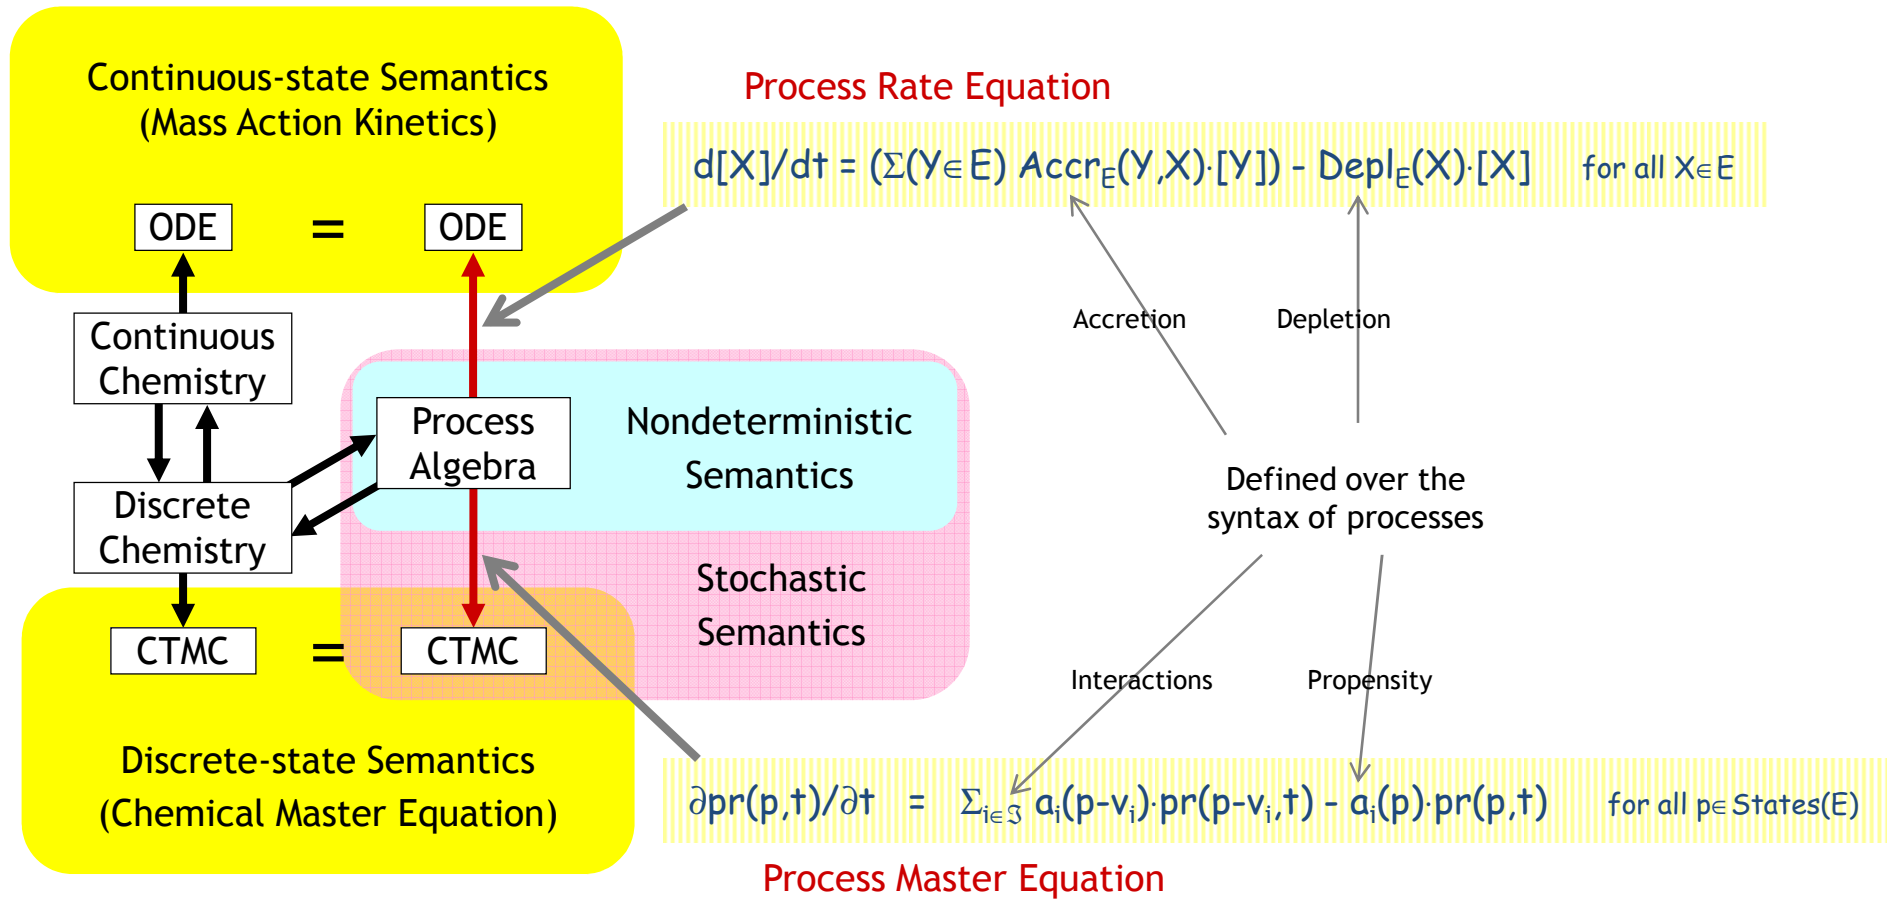 Continuous-state Semantics
(Mass Action Kinetics)
ODE = ODE
Continuous
Chemistry
Process
Algebra
Nondeterministic
Semantics
Discrete
Chemistry
Stochastic
Semantics
CTMC = CTMC
Discrete-state Semantics
(Chemical Master Equation)
Process Rate Equation
d[X]/dt = (Σ(Y∈E) Accr_E(Y,X)·[Y]) - Depl_E(X)·[X] for all X∈E
Accretion
Depletion
Defined over the
syntax of processes
Interactions
Propensity
∂pr(p,t)/∂t = Σ_{i∈ℑ} a_i(p-v_i)·pr(p-v_i,t) - a_i(p)·pr(p,t) for all p∈States(E)
Process Master Equation